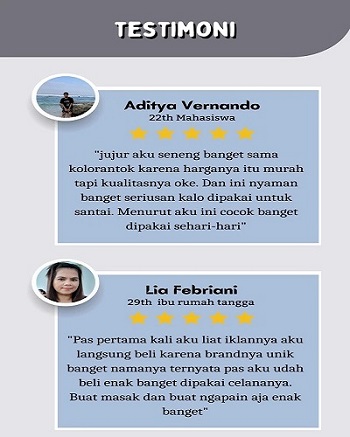 TESTIMONI
Aditya Vernando
22th Mahasiswa
"jujur aku seneng banget sama
kolorantok karena harganya itu murah
tapi kualitasnya oke. Dan ini nyaman
banget seriusan kalo dipakai untuk
santai. Menurut aku ini cocok banget
dipakai sehari-hari"
Lia Febriani
29th ibu rumah tangga
"Pas pertama kali aku liat iklannya aku
langsung beli karena brandnya unik
banget namanya ternyata pas aku udah
beli enak banget dipakai celananya.
Buat masak dan buat ngapain aja enak
banget"